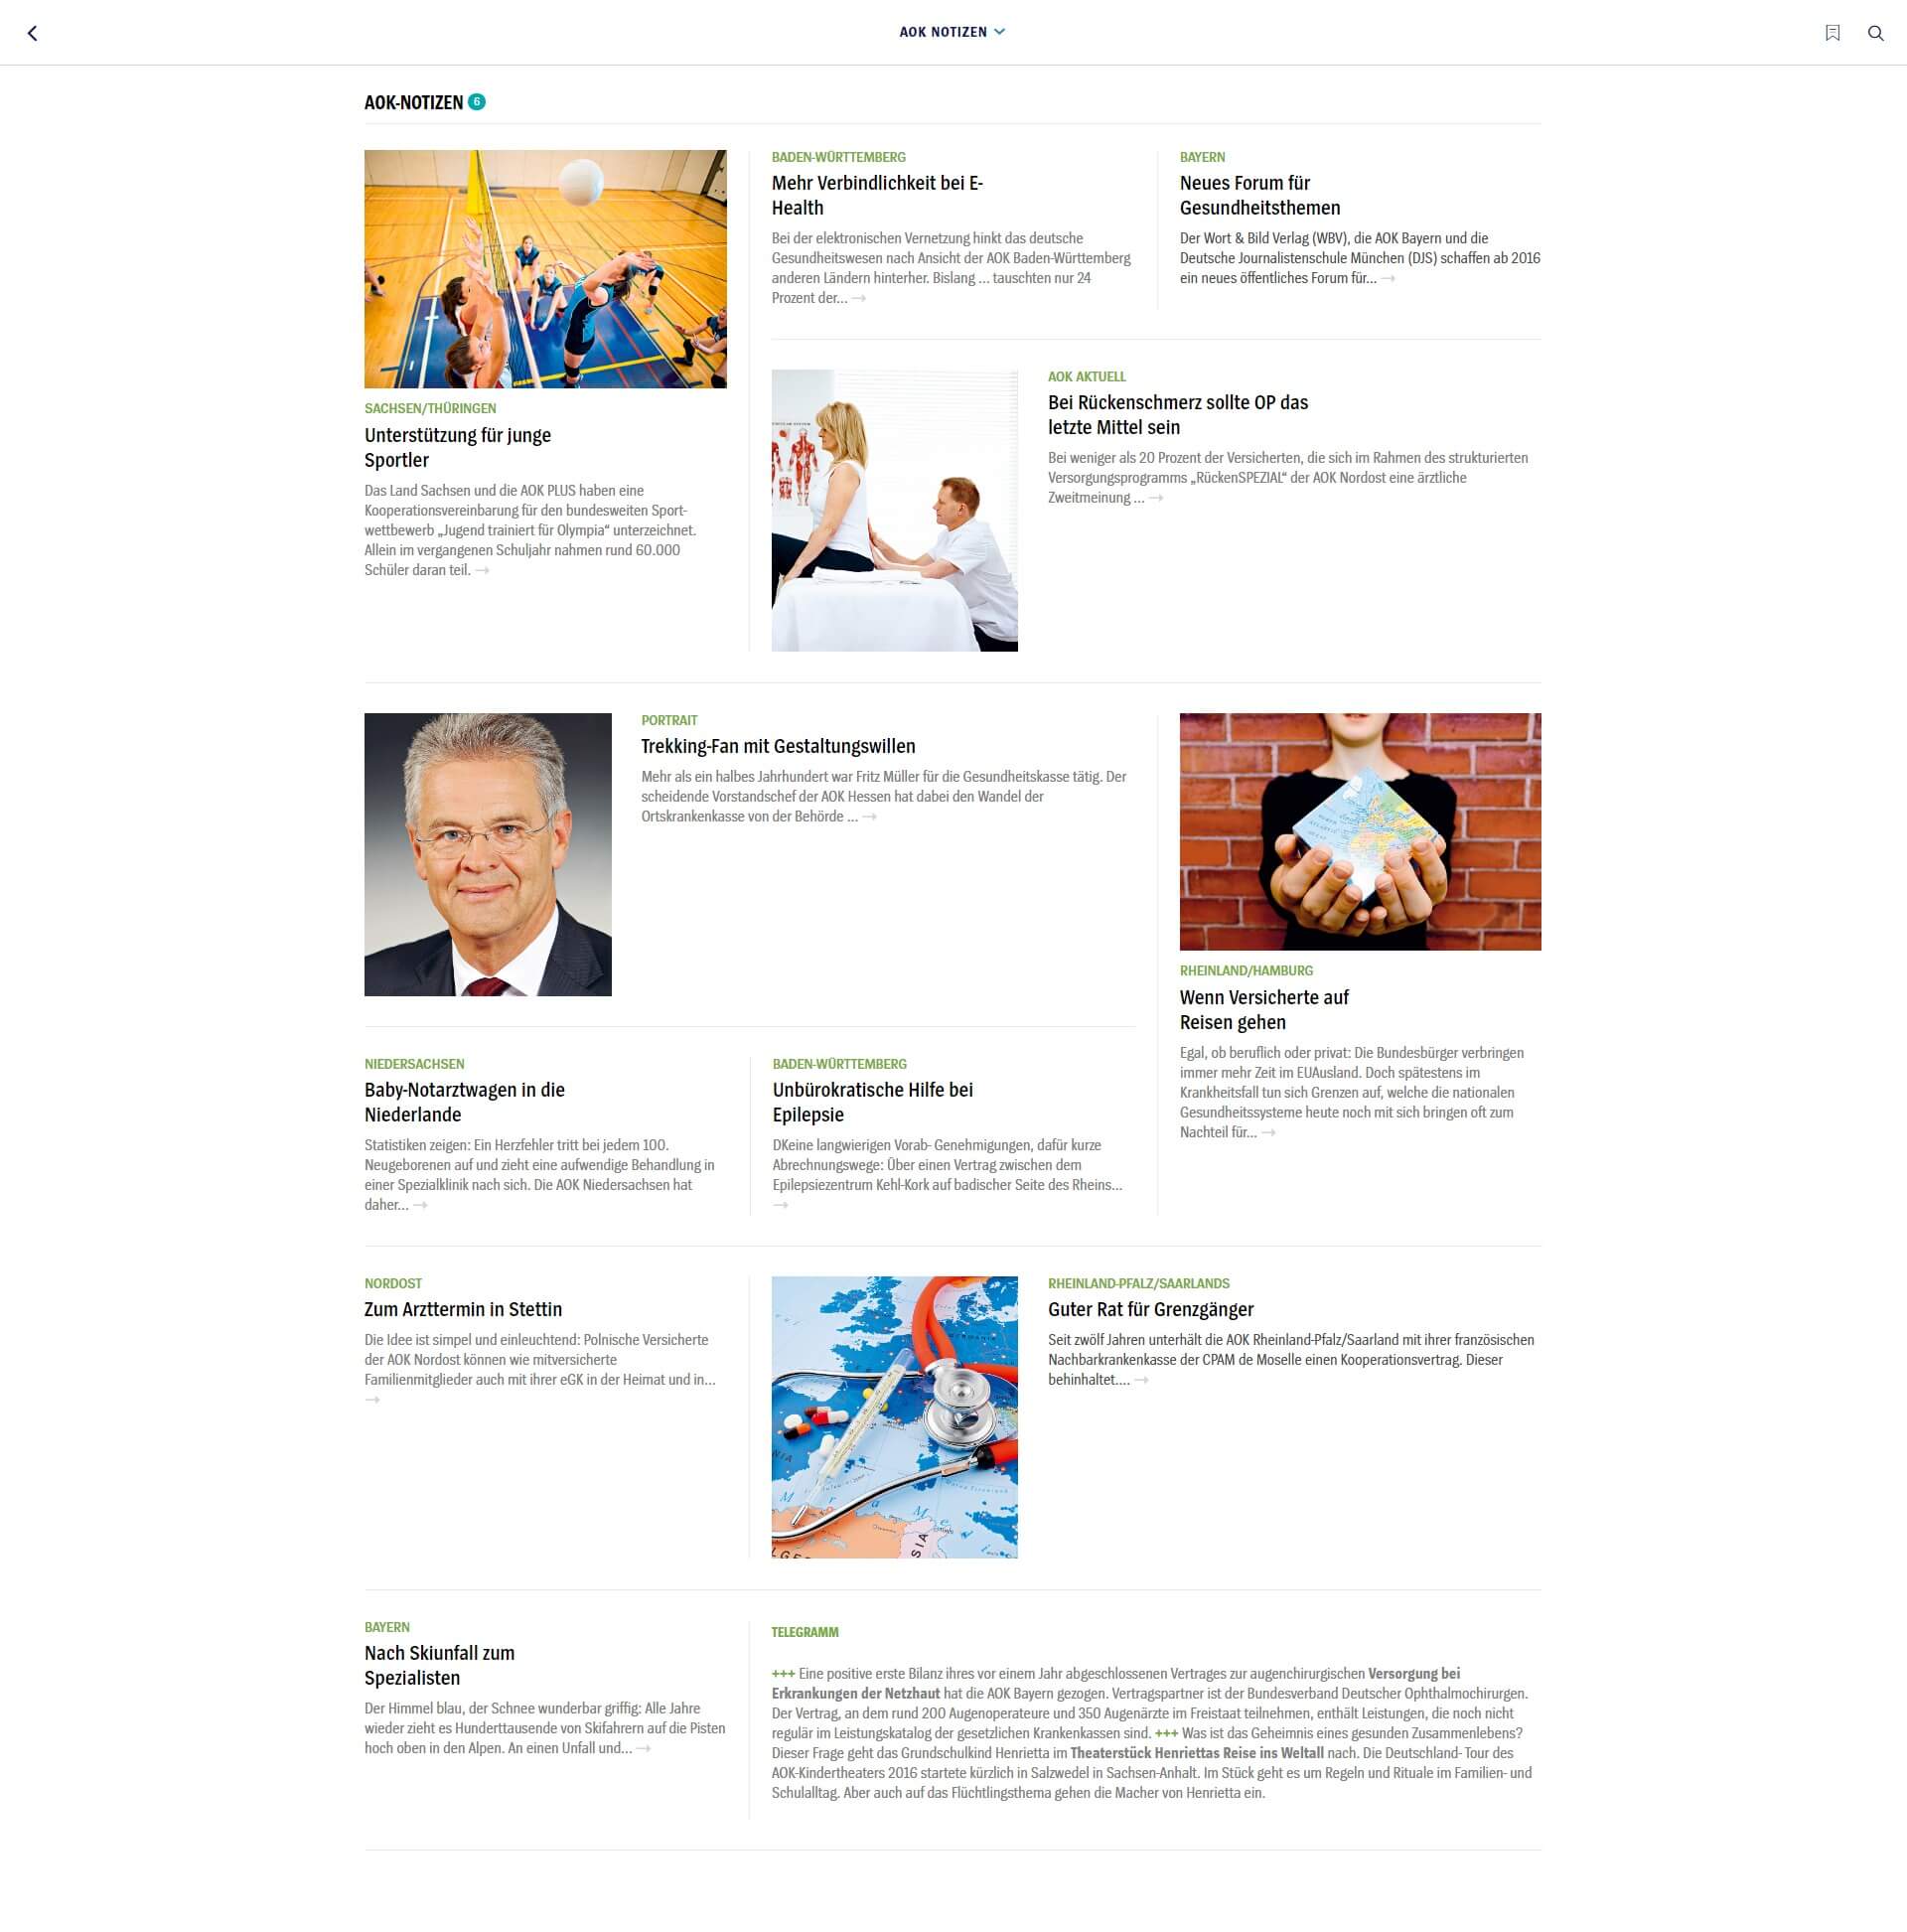 AOK NOTIZEN
AOK-NOTIZEN 6
SACHSEN/THÜRINGEN
Unterstützung für junge
Sportler
Das Land Sachsen und die AOK PLUS haben eine
Kooperationsvereinbarung für den bundesweiten Sport-
wettbewerb „Jugend trainiert für Olympia“ unterzeichnet.
Allein im vergangenen Schuljahr nahmen rund 60.000
Schüler daran teil. →
BADEN-WÜRTTEMBERG
Mehr Verbindlichkeit bei E-
Health
Bei der elektronischen Vernetzung hinkt das deutsche
Gesundheitswesen nach Ansicht der AOK Baden-Württemberg
anderen Ländern hinterher. Bislang ... tauschten nur 24
Prozent der... →
BAYERN
Neues Forum für
Gesundheitsthemen
Der Wort & Bild Verlag (WBV), die AOK Bayern und die
Deutsche Journalistenschule München (DJS) schaffen ab 2016
ein neues öffentliches Forum für... →
AOK AKTUELL
Bei Rückenschmerz sollte OP das
letzte Mittel sein
Bei weniger als 20 Prozent der Versicherten, die sich im Rahmen des strukturierten
Versorgungsprogramms „RückenSPEZIAL“ der AOK Nordost eine ärztliche
Zweitmeinung ... →
PORTRAIT
Trekking-Fan mit Gestaltungswillen
Mehr als ein halbes Jahrhundert war Fritz Müller für die Gesundheitskasse tätig. Der
scheidende Vorstandschef der AOK Hessen hat dabei den Wandel der
Ortskrankenkasse von der Behörde ... →
RHEINLAND/HAMBURG
Wenn Versicherte auf
Reisen gehen
Egal, ob beruflich oder privat: Die Bundesbürger verbringen
immer mehr Zeit im EUAusland. Doch spätestens im
Krankheitsfall tun sich Grenzen auf, welche die nationalen
Gesundheitssysteme heute noch mit sich bringen oft zum
Nachteil für... →
NIEDERSACHSEN
Baby-Notarztwagen in die
Niederlande
Statistiken zeigen: Ein Herzfehler tritt bei jedem 100.
Neugeborenen auf und zieht eine aufwendige Behandlung in
einer Spezialklinik nach sich. Die AOK Niedersachsen hat
daher... →
BADEN-WÜRTTEMBERG
Unbürokratische Hilfe bei
Epilepsie
DKeine langwierigen Vorab- Genehmigungen, dafür kurze
Abrechnungswege: Über einen Vertrag zwischen dem
Epilepsiezentrum Kehl-Kork auf badischer Seite des Rheins...
→
NORDOST
Zum Arzttermin in Stettin
Die Idee ist simpel und einleuchtend: Polnische Versicherte
der AOK Nordost können wie mitversicherte
Familienmitglieder auch mit ihrer eGK in der Heimat und in...
→
RHEINLAND-PFALZ/SAARLANDS
Guter Rat für Grenzgänger
Seit zwölf Jahren unterhält die AOK Rheinland-Pfalz/Saarland mit ihrer französischen
Nachbarkrankenkasse der CPAM de Moselle einen Kooperationsvertrag. Dieser
behinhaltet.... →
BAYERN
Nach Skiunfall zum
Spezialisten
Der Himmel blau, der Schnee wunderbar griffig: Alle Jahre
wieder zieht es Hunderttausende von Skifahrern auf die Pisten
hoch oben in den Alpen. An einen Unfall und... →
TELEGRAMM
+++ Eine positive erste Bilanz ihres vor einem Jahr abgeschlossenen Vertrages zur augenchirurgischen Versorgung bei
Erkrankungen der Netzhaut hat die AOK Bayern gezogen. Vertragspartner ist der Bundesverband Deutscher Ophthalmochirurgen.
Der Vertrag, an dem rund 200 Augenoperateure und 350 Augenärzte im Freistaat teilnehmen, enthält Leistungen, die noch nicht
regulär im Leistungskatalog der gesetzlichen Krankenkassen sind. +++ Was ist das Geheimnis eines gesunden Zusammenlebens?
Dieser Frage geht das Grundschulkind Henrietta im Theaterstück Henriettas Reise ins Weltall nach. Die Deutschland- Tour des
AOK-Kindertheaters 2016 startete kürzlich in Salzwedel in Sachsen-Anhalt. Im Stück geht es um Regeln und Rituale im Familien- und
Schulalltag. Aber auch auf das Flüchtlingsthema gehen die Macher von Henrietta ein.